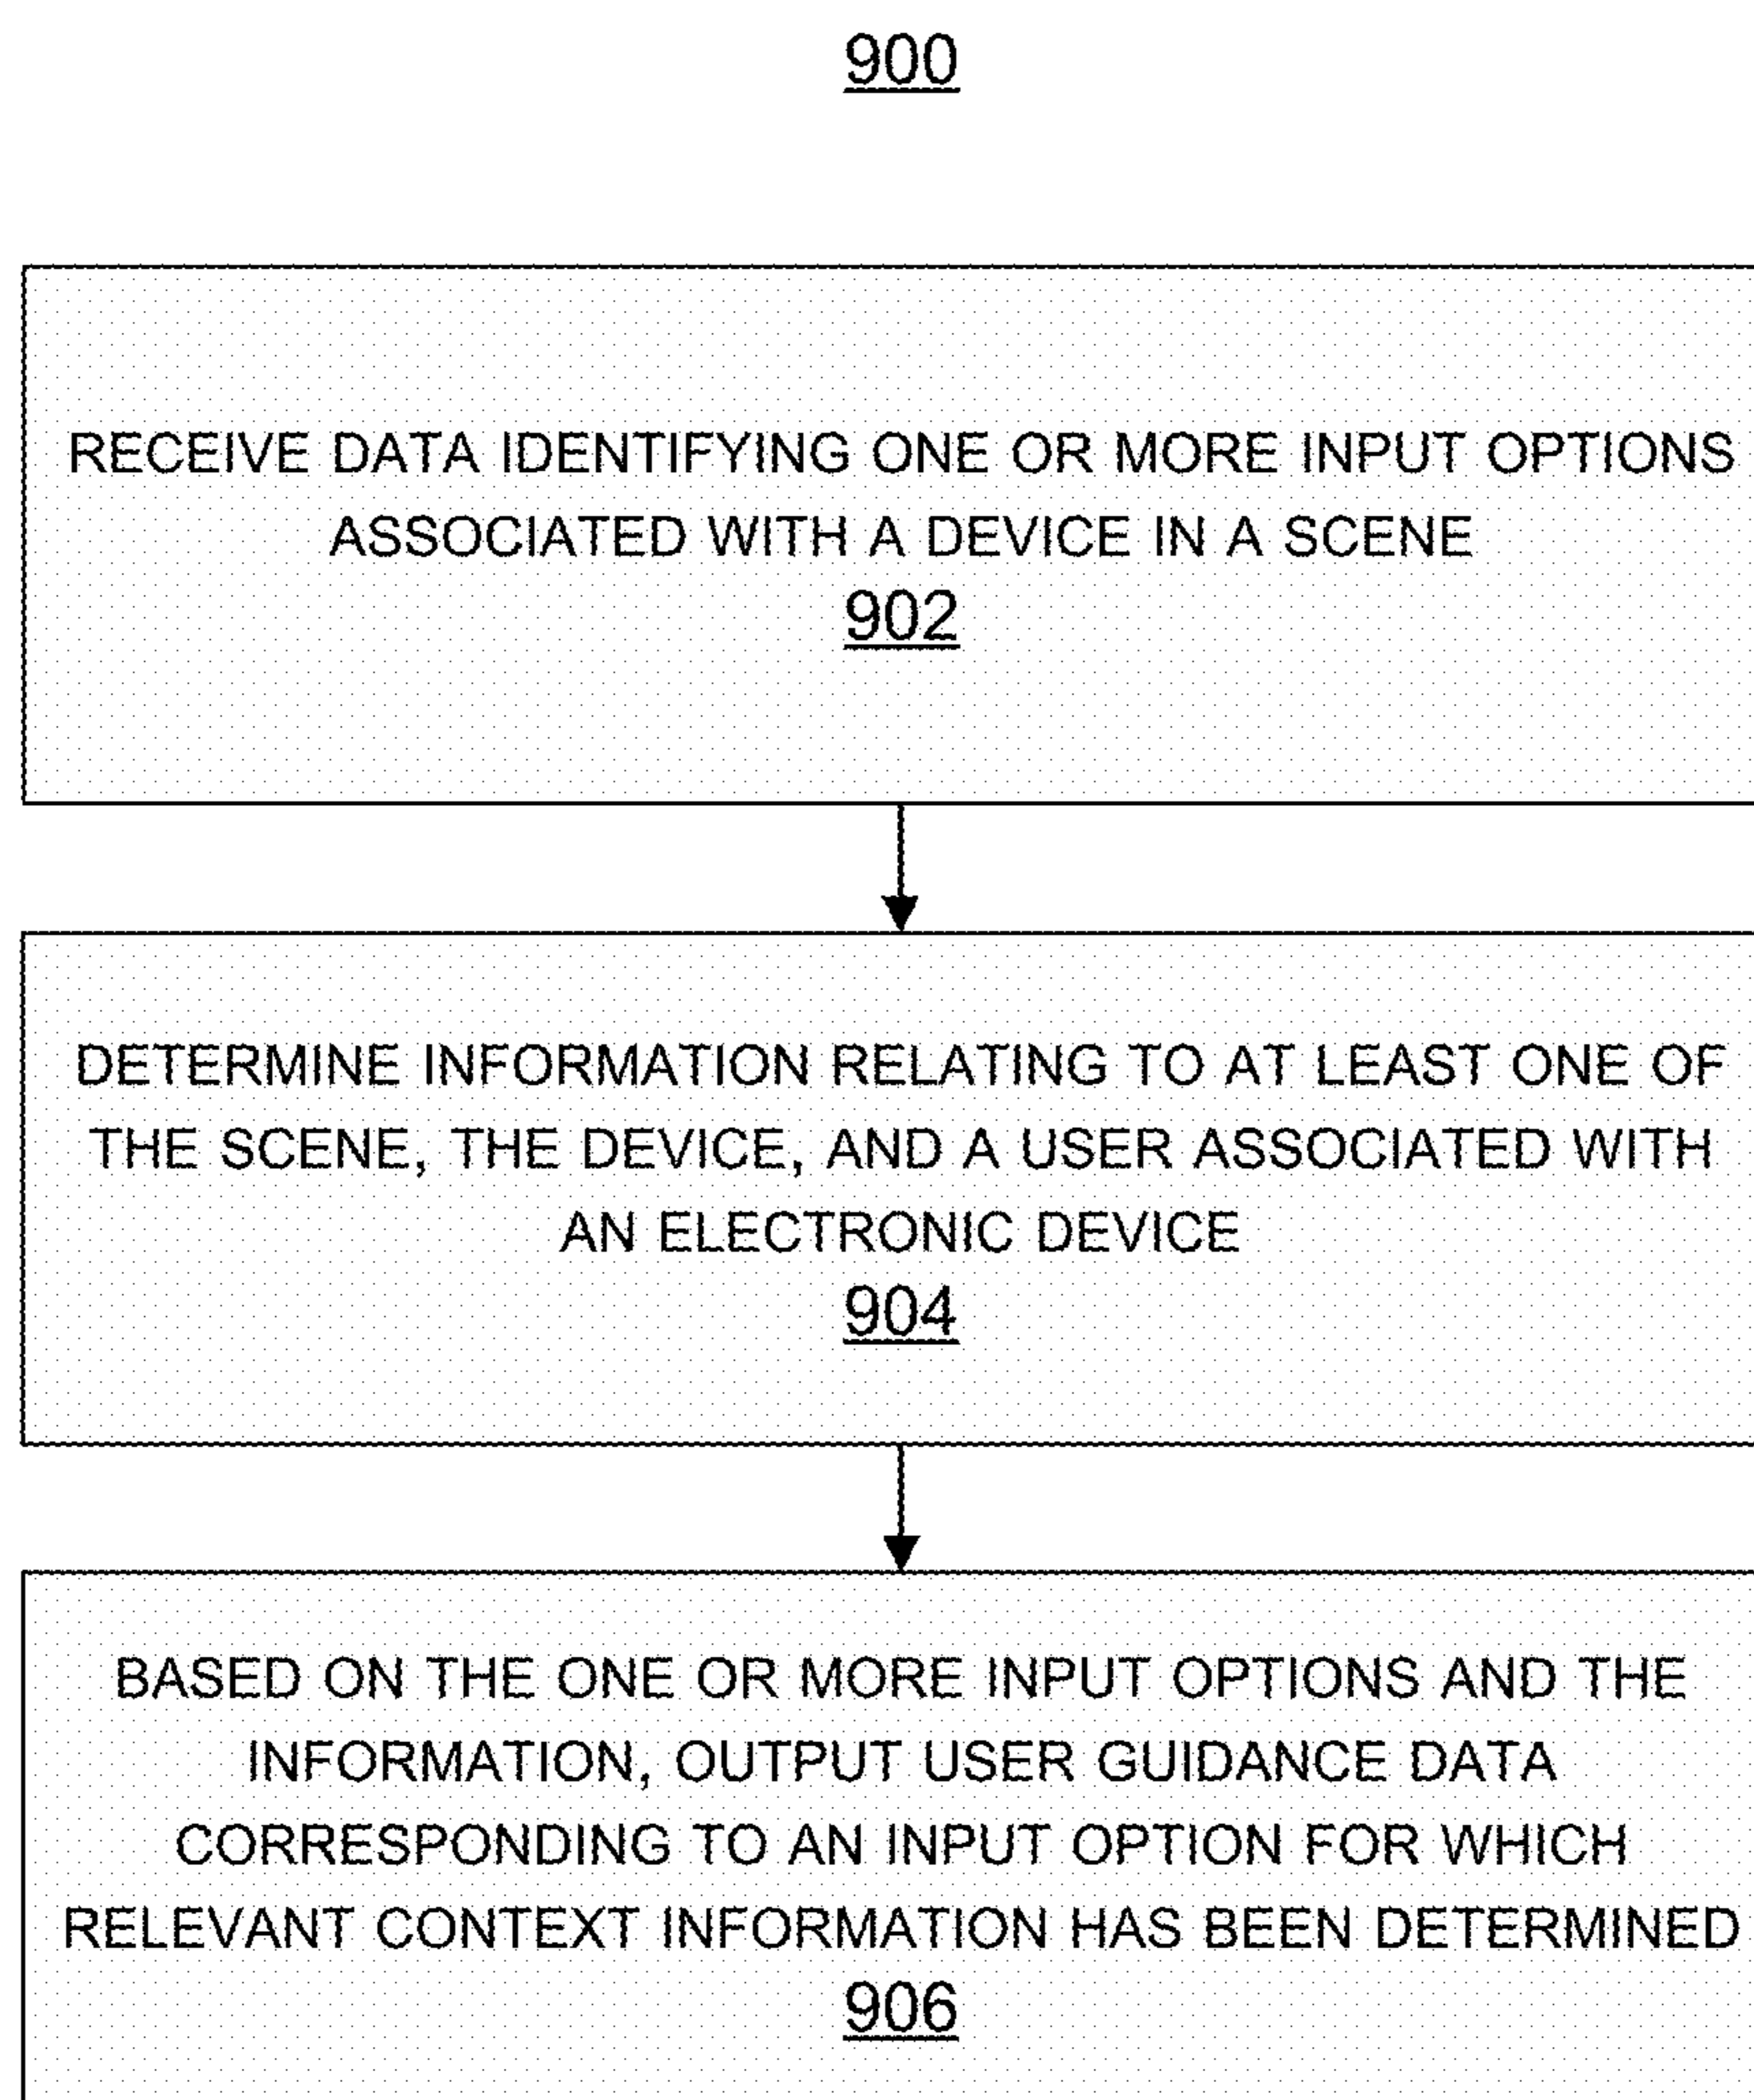 900
RECEIVE DATA IDENTIFYING ONE OR MORE INPUT OPTIONS
ASSOCIATED WITH A DEVICE IN A SCENE
902
DETERMINE INFORMATION RELATING TO AT LEAST ONE OF
THE SCENE, THE DEVICE, AND A USER ASSOCIATED WITH
AN ELECTRONIC DEVICE
904
BASED ON THE ONE OR MORE INPUT OPTIONS AND THE
INFORMATION, OUTPUT USER GUIDANCE DATA
CORRESPONDING TO AN INPUT OPTION FOR WHICH
RELEVANT CONTEXT INFORMATION HAS BEEN DETERMINED
906